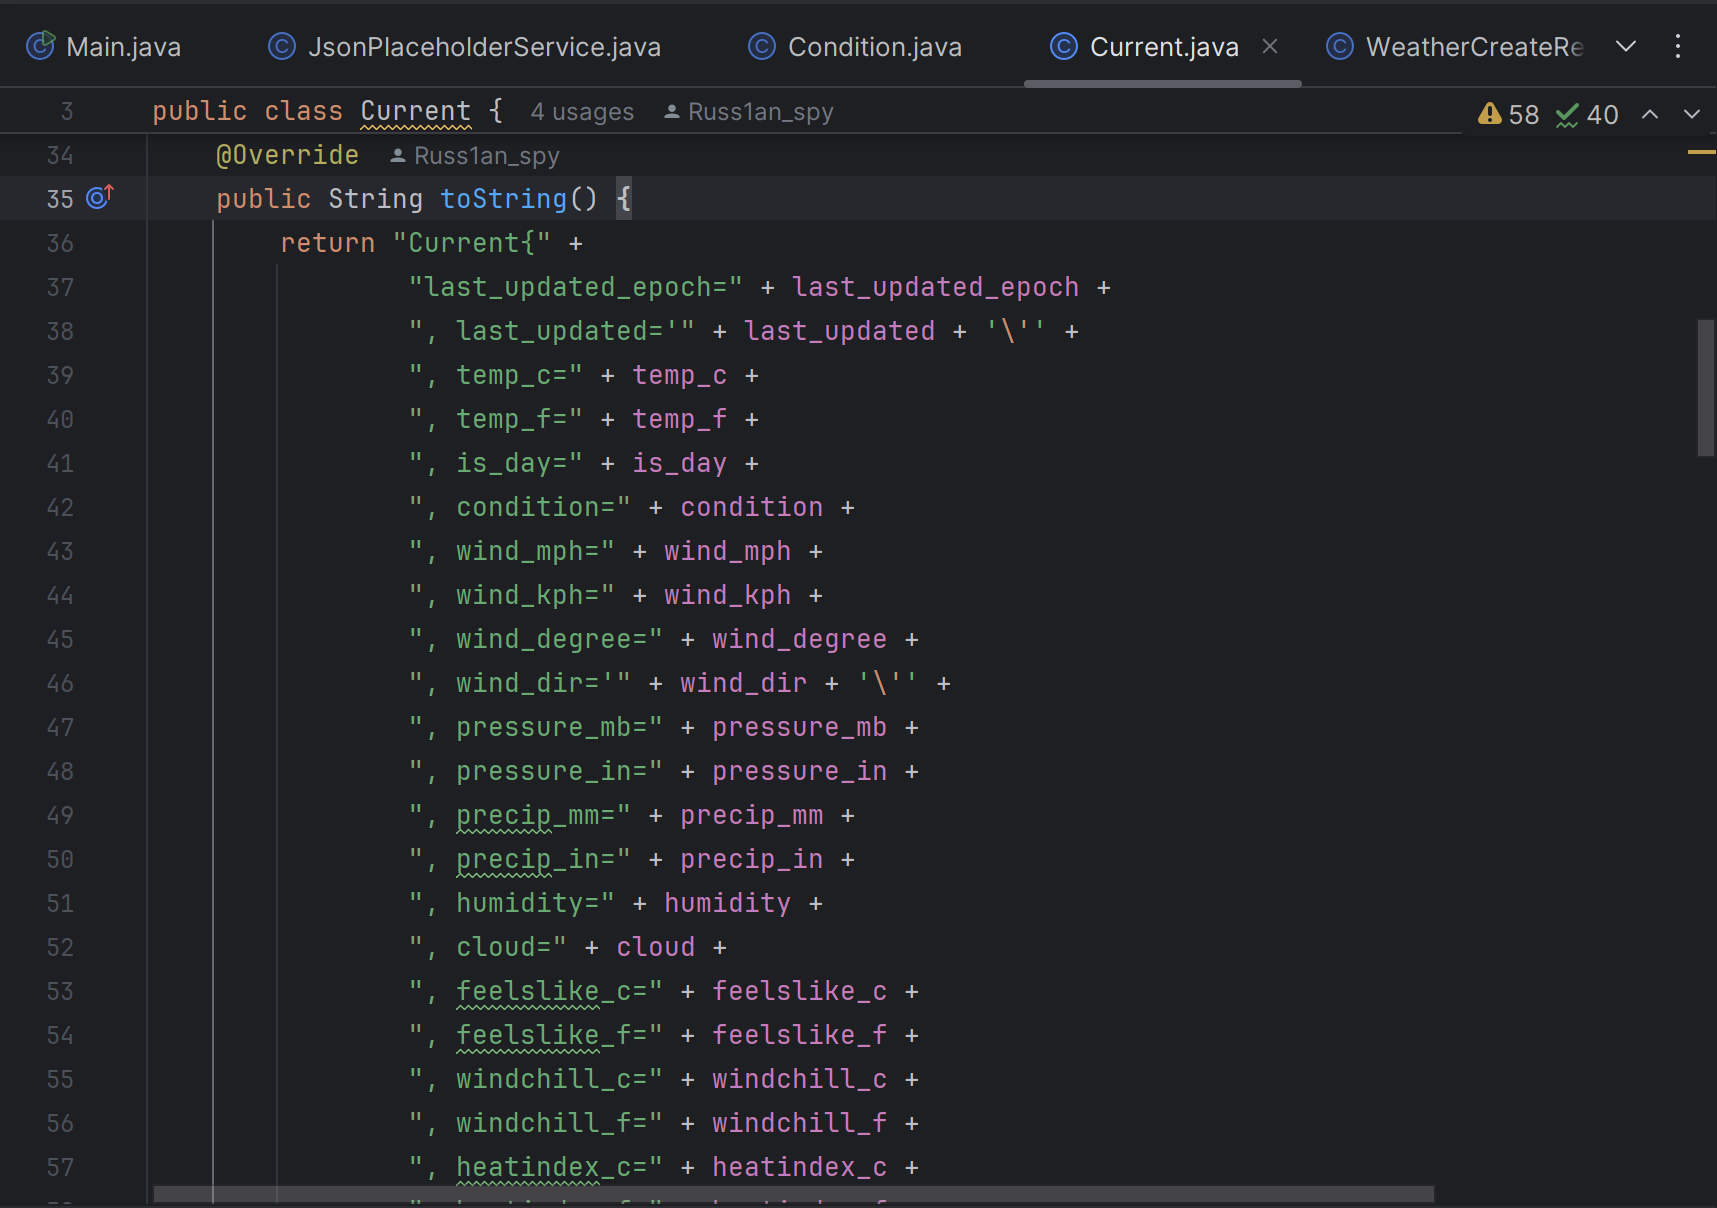 Main.java JsonPlaceholderService.java Condition.java Current.java WeatherCreateRe
3 public class Current { 4 usages Russ1an_spy 58 40
34 @Override Russ1an_spy
35 public String toString() {
36 return "Current{" +
37 "last_updated_epoch=" + last_updated_epoch +
38 ", last_updated='" + last_updated + '\'' +
39 ", temp_c=" + temp_c +
40 ", temp_f=" + temp_f +
41 ", is_day=" + is_day +
42 ", condition=" + condition +
43 ", wind_mph=" + wind_mph +
44 ", wind_kph=" + wind_kph +
45 ", wind_degree=" + wind_degree +
46 ", wind_dir='" + wind_dir + '\'' +
47 ", pressure_mb=" + pressure_mb +
48 ", pressure_in=" + pressure_in +
49 ", precip_mm=" + precip_mm +
50 ", precip_in=" + precip_in +
51 ", humidity=" + humidity +
52 ", cloud=" + cloud +
53 ", feelslike_c=" + feelslike_c +
54 ", feelslike_f=" + feelslike_f +
55 ", windchill_c=" + windchill_c +
56 ", windchill_f=" + windchill_f +
57 ", heatindex_c=" + heatindex_c +